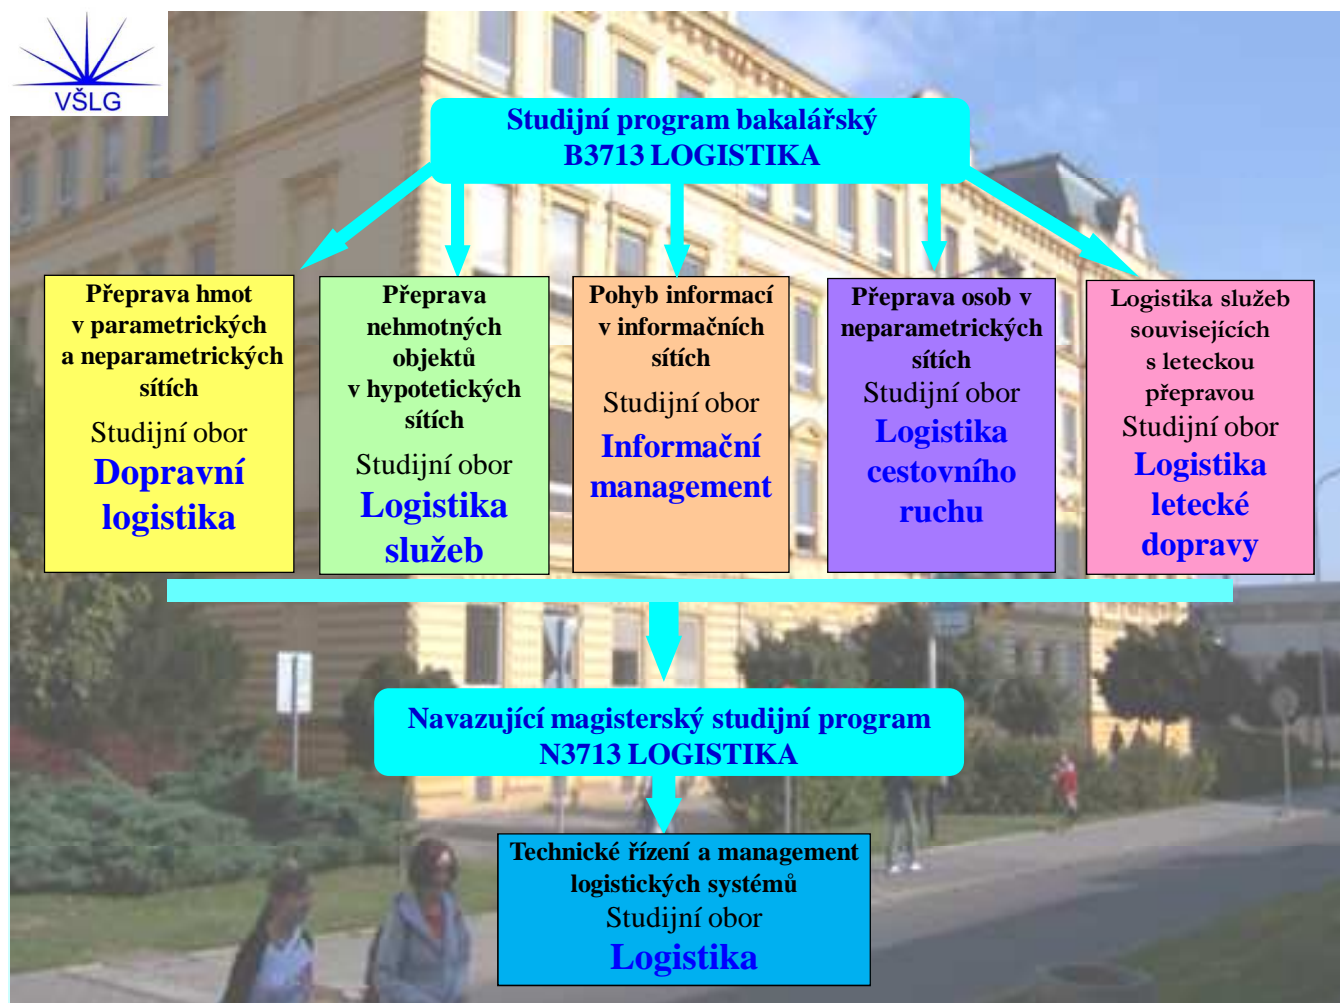 VŠLG
Studijní program bakalářský
B3713 LOGISTIKA
Přeprava hmot
v parametrických
a neparametrických
sítích
Studijní obor
Dopravní
logistika
Přeprava
nehmotných
objektů
v hypotetických
sítích
Studijní obor
Logistika
služeb
Pohyb informací
v informačních
sítích
Studijní obor
Informační
management
Přeprava osob v
neparametrických
sítích
Studijní obor
Logistika
cestovního
ruchu
Logistika služeb
souvisejících
s leteckou
přepravou
Studijní obor
Logistika
letecké
dopravy
Navazující magisterský studijní program
N3713 LOGISTIKA
Technické řízení a management
logistických systémů
Studijní obor
Logistika